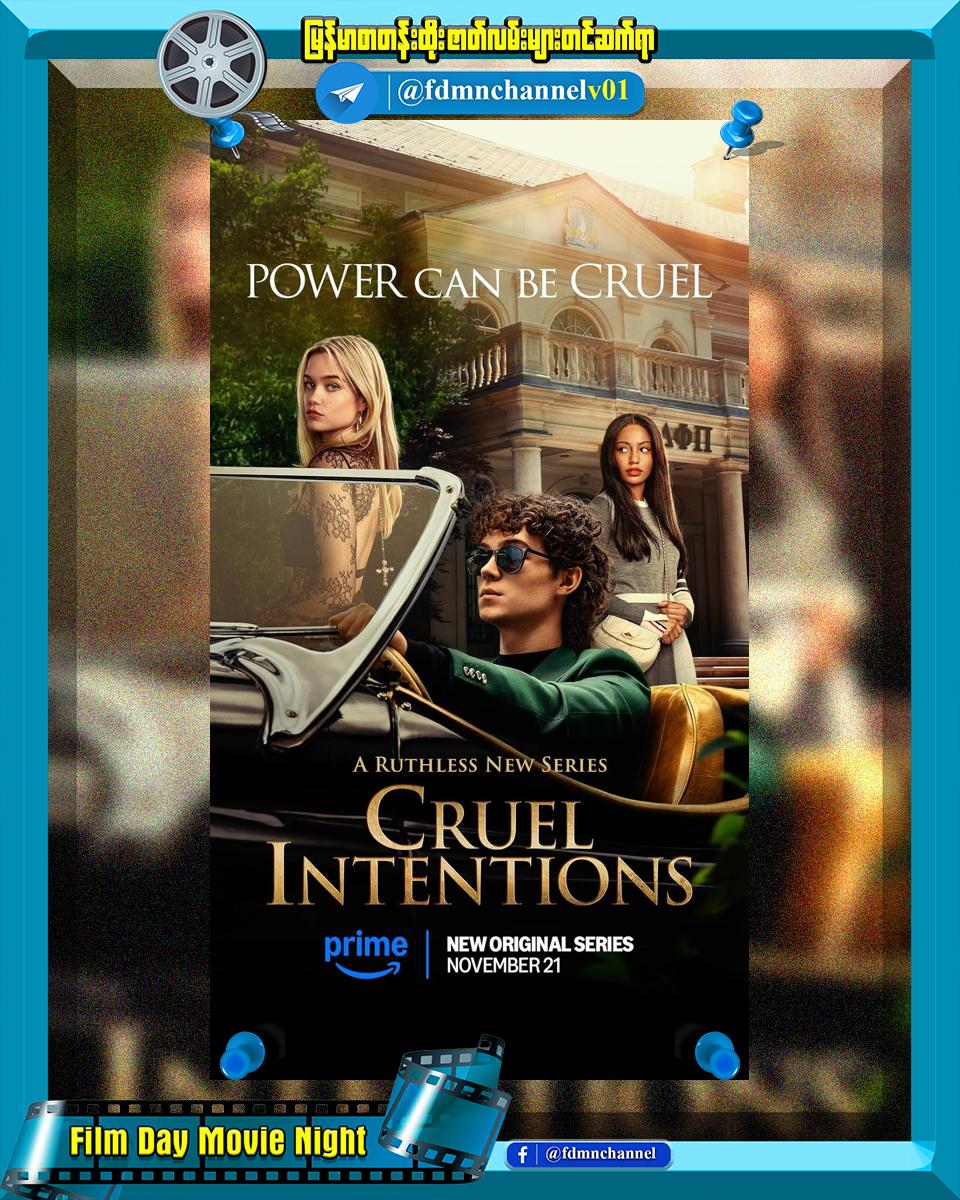 မြန်မာစာတန်းထိုးဇာတ်လမ်းများတင်ဆက်ရာ
@fdmnchannelv01
POWER CAN BE CRUEL
ΔΦΠ
A RUTHLESS NEW SERIES
CRUEL
INTENTIONS
prime
NEW ORIGINAL SERIES
NOVEMBER 21
Film Day Movie Night
@fdmnchannel